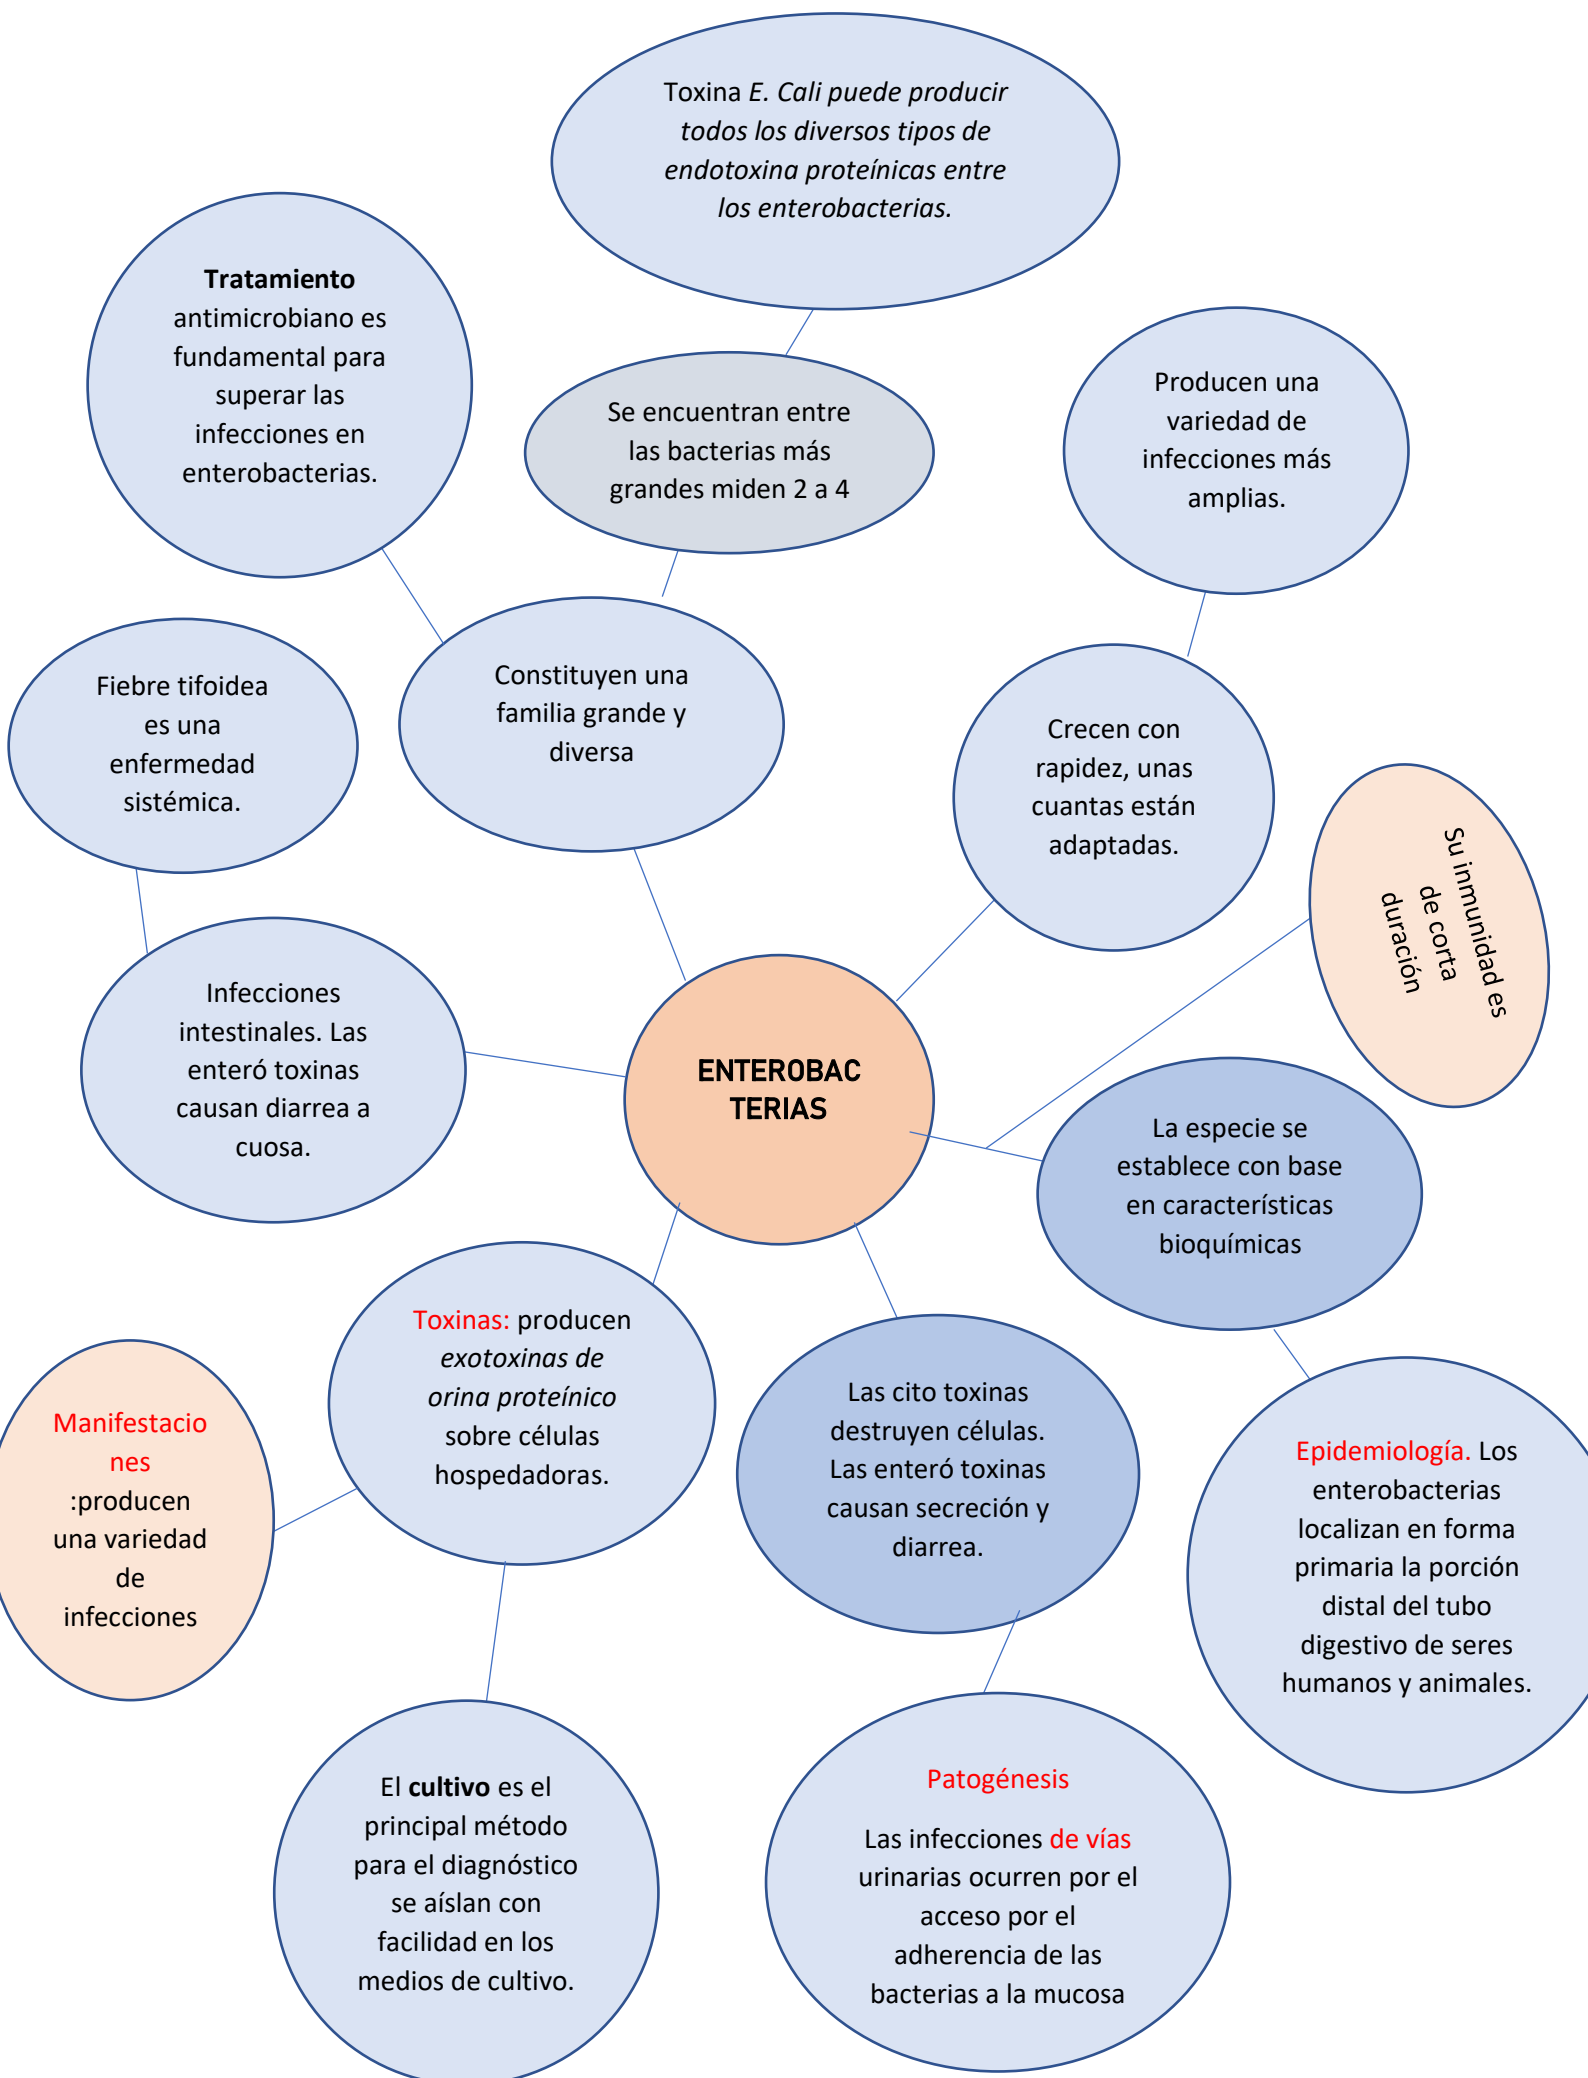 Toxina E. Cali puede producir
todos los diversos tipos de
endotoxina proteínicas entre
los enterobacterias.
Tratamiento
antimicrobiano es
fundamental para
superar las
infecciones en
enterobacterias.
Se encuentran entre
las bacterias más
grandes miden 2 a 4
Producen una
variedad de
infecciones más
amplias.
Fiebre tifoidea
es una
enfermedad
sistémica.
Constituyen una
familia grande y
diversa
Crecen con
rapidez, unas
cuantas están
adaptadas.
Su inmunidad es
de corta
duración
Infecciones
intestinales. Las
enteró toxinas
causan diarrea a
cuosa.
ENTEROBAC
TERIAS
La especie se
establece con base
en características
bioquímicas
Toxinas: producen
exotoxinas de
orina proteínico
sobre células
hospedadoras.
Las cito toxinas
destruyen células.
Las enteró toxinas
causan secreción y
diarrea.
Manifestacio
nes
:producen
una variedad
de
infecciones
Epidemiología. Los
enterobacterias
localizan en forma
primaria la porción
distal del tubo
digestivo de seres
humanos y animales.
El cultivo es el
principal método
para el diagnóstico
se aíslan con
facilidad en los
medios de cultivo.
Patogénesis
Las infecciones de vías
urinarias ocurren por el
acceso por el
adherencia de las
bacterias a la mucosa